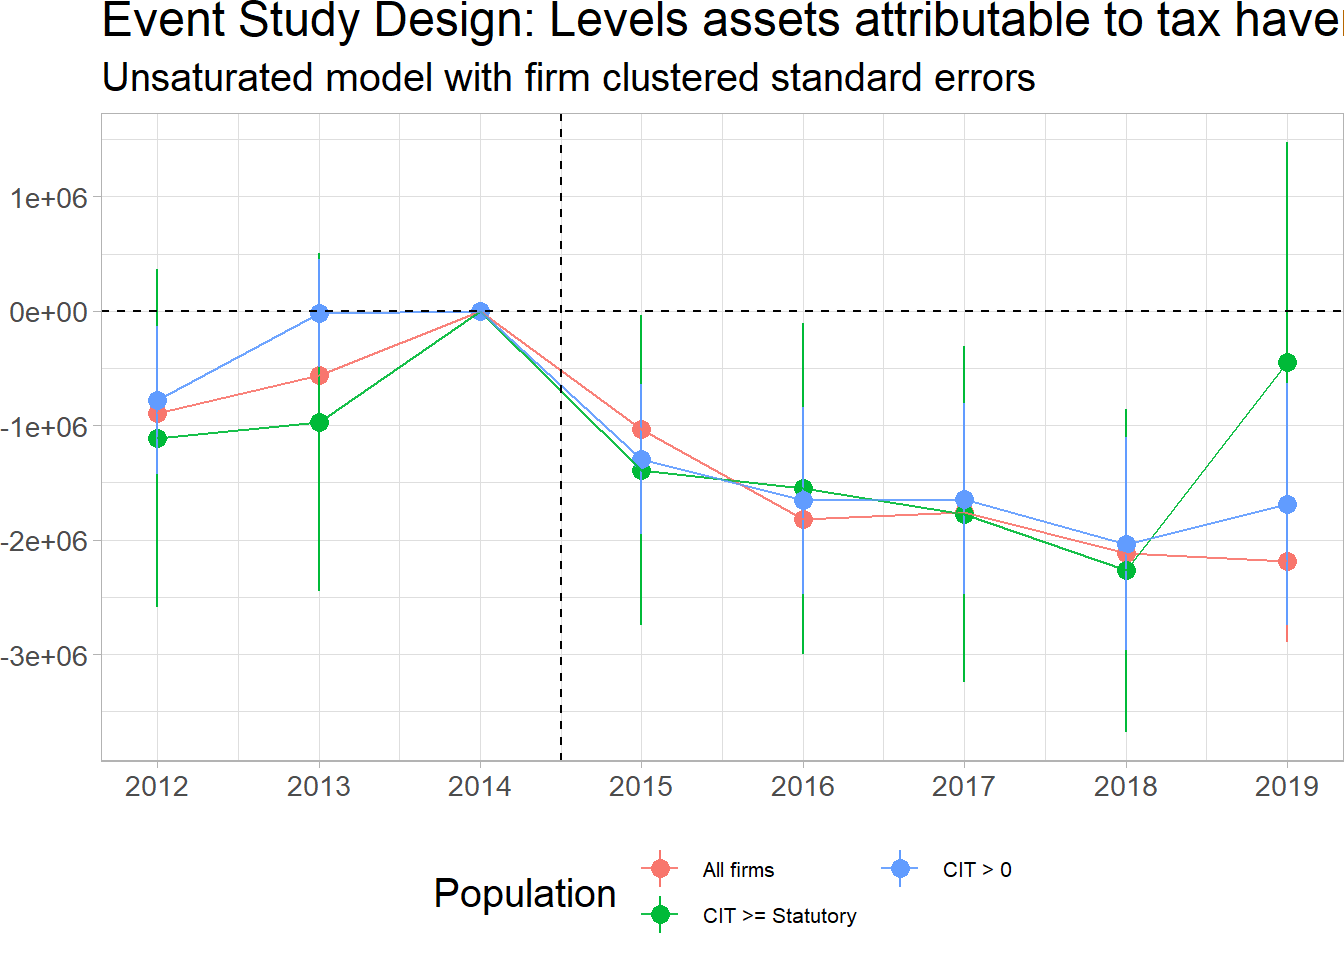 Event Study Design: Levels assets attributable to tax haven
Unsaturated model with firm clustered standard errors
1e+06
0e+00
-1e+06
-2e+06
-3e+06
2012 2013 2014 2015 2016 2017 2018 2019
Population
All firms
CIT > 0
CIT >= Statutory